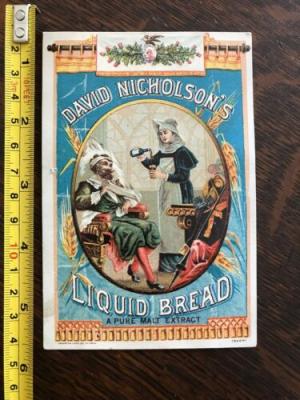 DAVID NICHOLSON'S
LIQUID BREAD
A PURE MALT EXTRACT